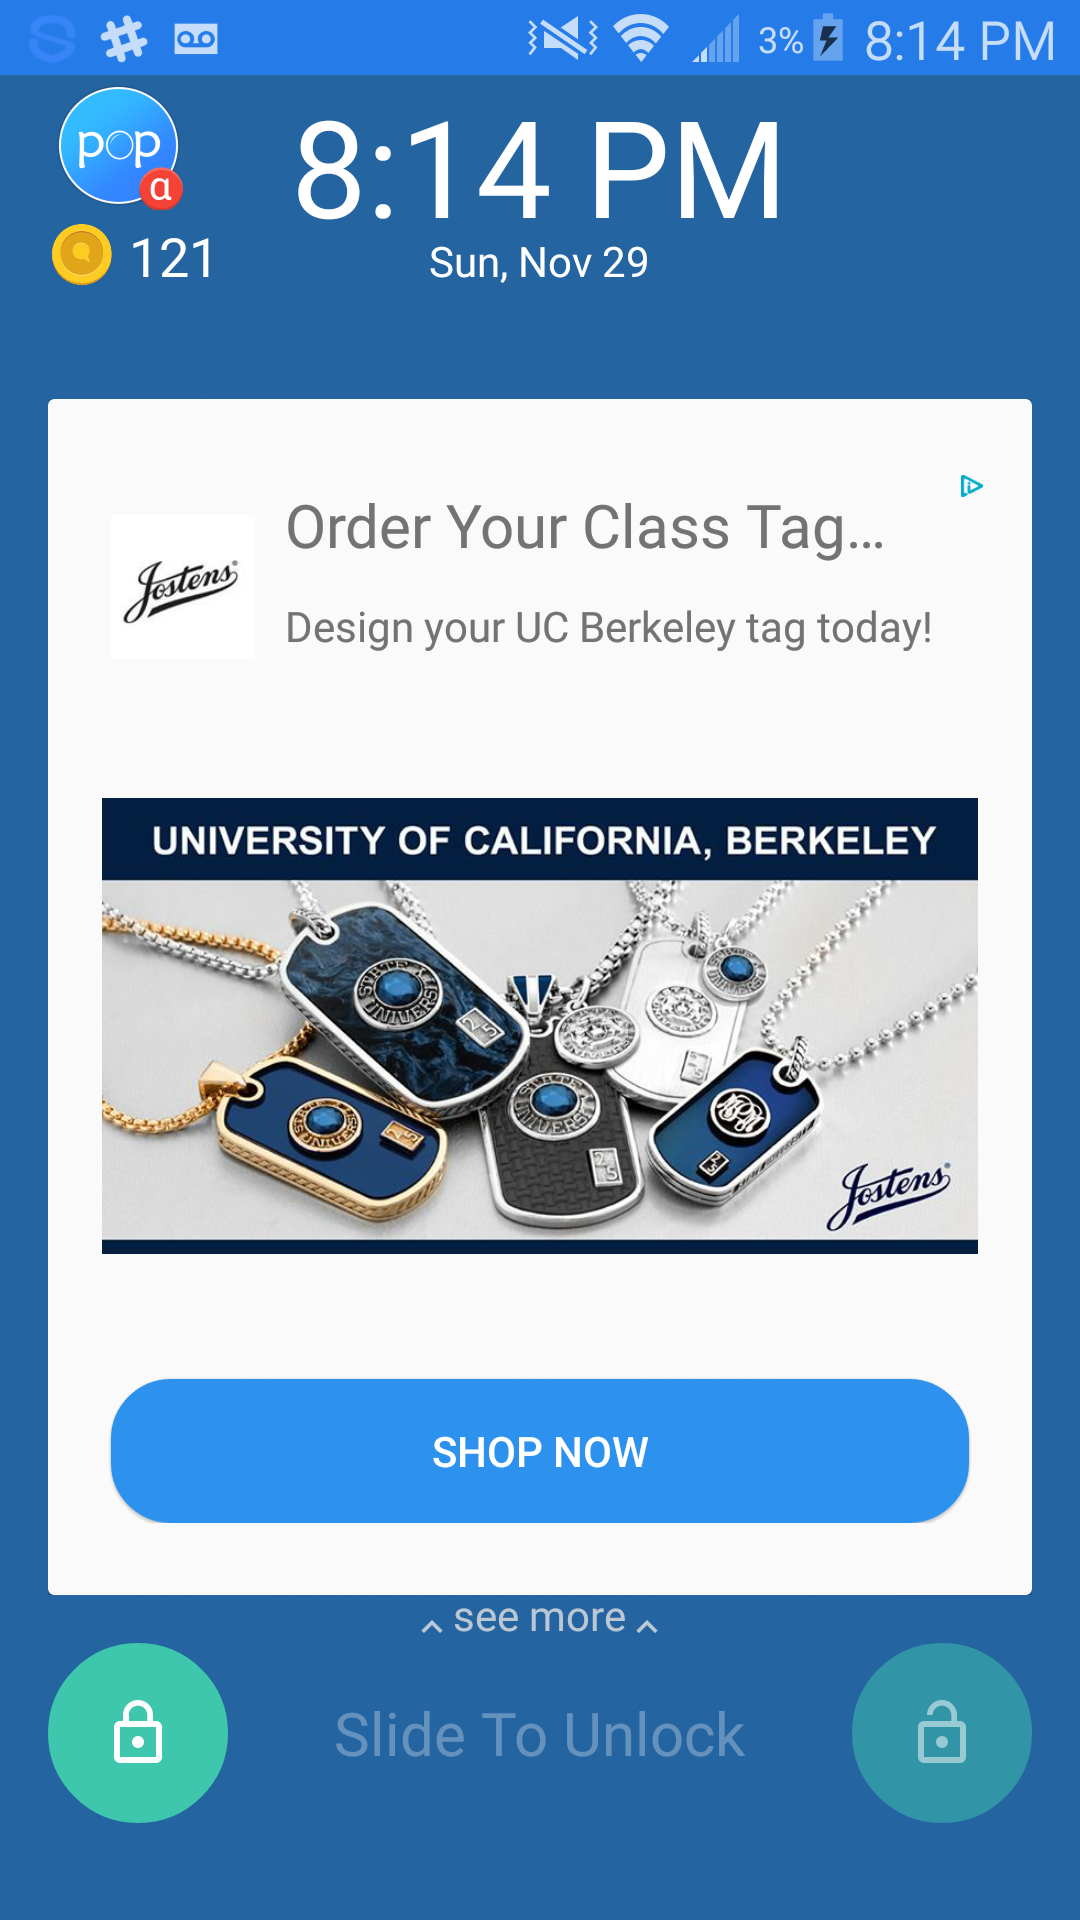 3% 8:14 PM
pop
α
8:14 PM
121
Sun, Nov 29
Order Your Class Tag...
Jostens
Design your UC Berkeley tag today!
UNIVERSITY OF CALIFORNIA, BERKELEY
Jostens
SHOP NOW
see more
Slide To Unlock